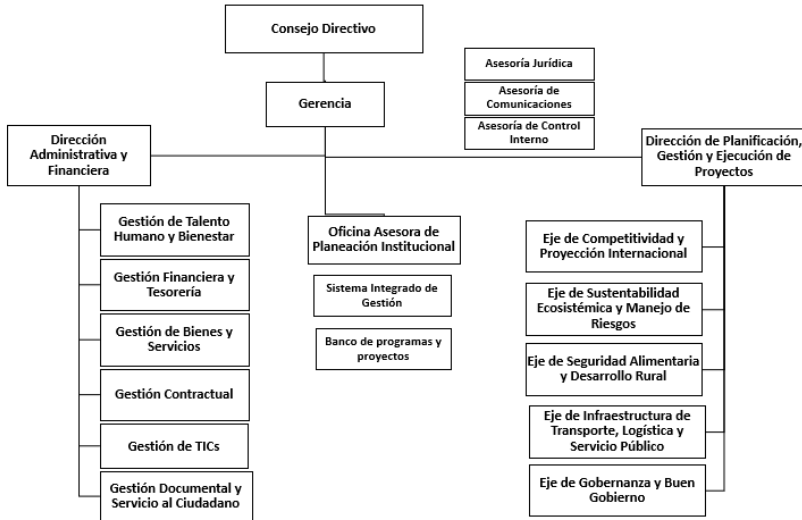 Consejo Directivo
Asesoría Jurídica
Gerencia
Asesoría de
Comunicaciones
Asesoría de Control
Interno
Dirección
Administrativa y
Financiera
Dirección de Planificación,
Gestión y Ejecución de
Proyectos
Gestión de Talento
Humano y Bienestar
Gestión Financiera y
Tesorería
Gestión de Bienes y
Servicios
Gestión Contractual
Gestión de TICs
Gestión Documental y
Servicio al Ciudadano
Oficina Asesora de
Planeación Institucional
Sistema Integrado de
Gestión
Banco de programas y
proyectos
Eje de Competitividad y
Proyección Internacional
Eje de Sustentabilidad
Ecosistémica y Manejo de
Riesgos
Eje de Seguridad Alimentaria
y Desarrollo Rural
Eje de Infraestructura de
Transporte, Logística y
Servicio Público
Eje de Gobernanza y Buen
Gobierno